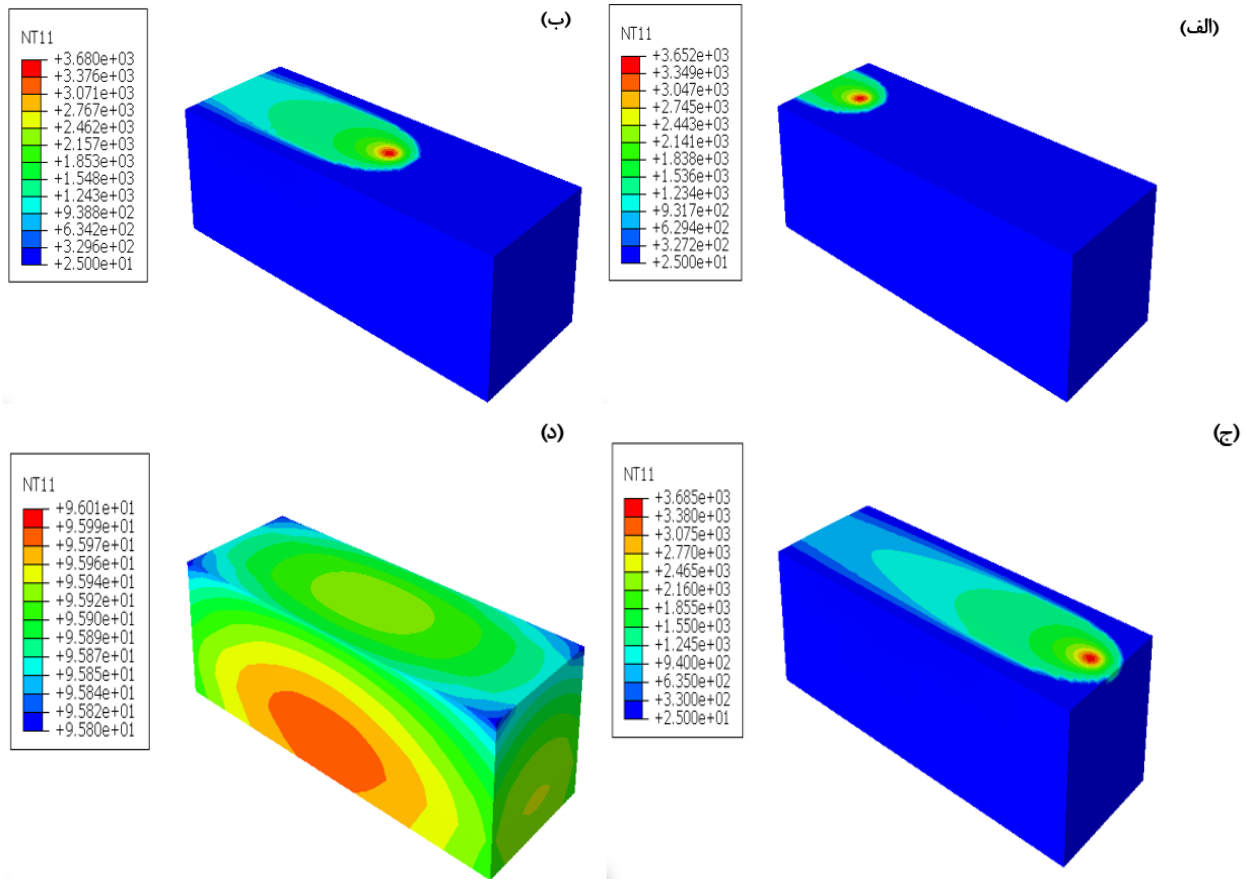 (الف)
NT11
+3.652e+03
+3.349e+03
+3.047e+03
+2.745e+03
+2.443e+03
+2.141e+03
+1.838e+03
+1.536e+03
+1.234e+03
+9.317e+02
+6.294e+02
+3.272e+02
+2.500e+01
(ب)
NT11
+3.680e+03
+3.376e+03
+3.071e+03
+2.767e+03
+2.462e+03
+2.157e+03
+1.853e+03
+1.548e+03
+1.243e+03
+9.388e+02
+6.342e+02
+3.296e+02
+2.500e+01
(ج)
NT11
+3.685e+03
+3.380e+03
+3.075e+03
+2.770e+03
+2.465e+03
+2.160e+03
+1.855e+03
+1.550e+03
+1.245e+03
+9.400e+02
+6.350e+02
+3.300e+02
+2.500e+01
(د)
NT11
+9.601e+01
+9.599e+01
+9.597e+01
+9.596e+01
+9.594e+01
+9.592e+01
+9.590e+01
+9.589e+01
+9.587e+01
+9.585e+01
+9.584e+01
+9.582e+01
+9.580e+01